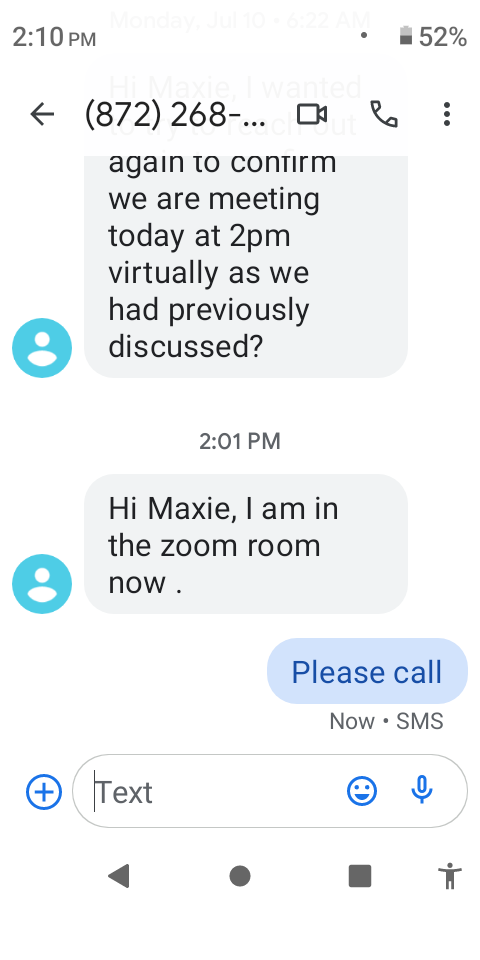 Monday, Jul 10 • 6:22 AM
2:10 PM
52%
Hi Maxie, I wanted
to try to reach out
(872) 268-...
again to confirm
we are meeting
today at 2pm
virtually as we
had previously
discussed?
2:01 PM
Hi Maxie, I am in
the zoom room
now .
Please call
Now • SMS
Text